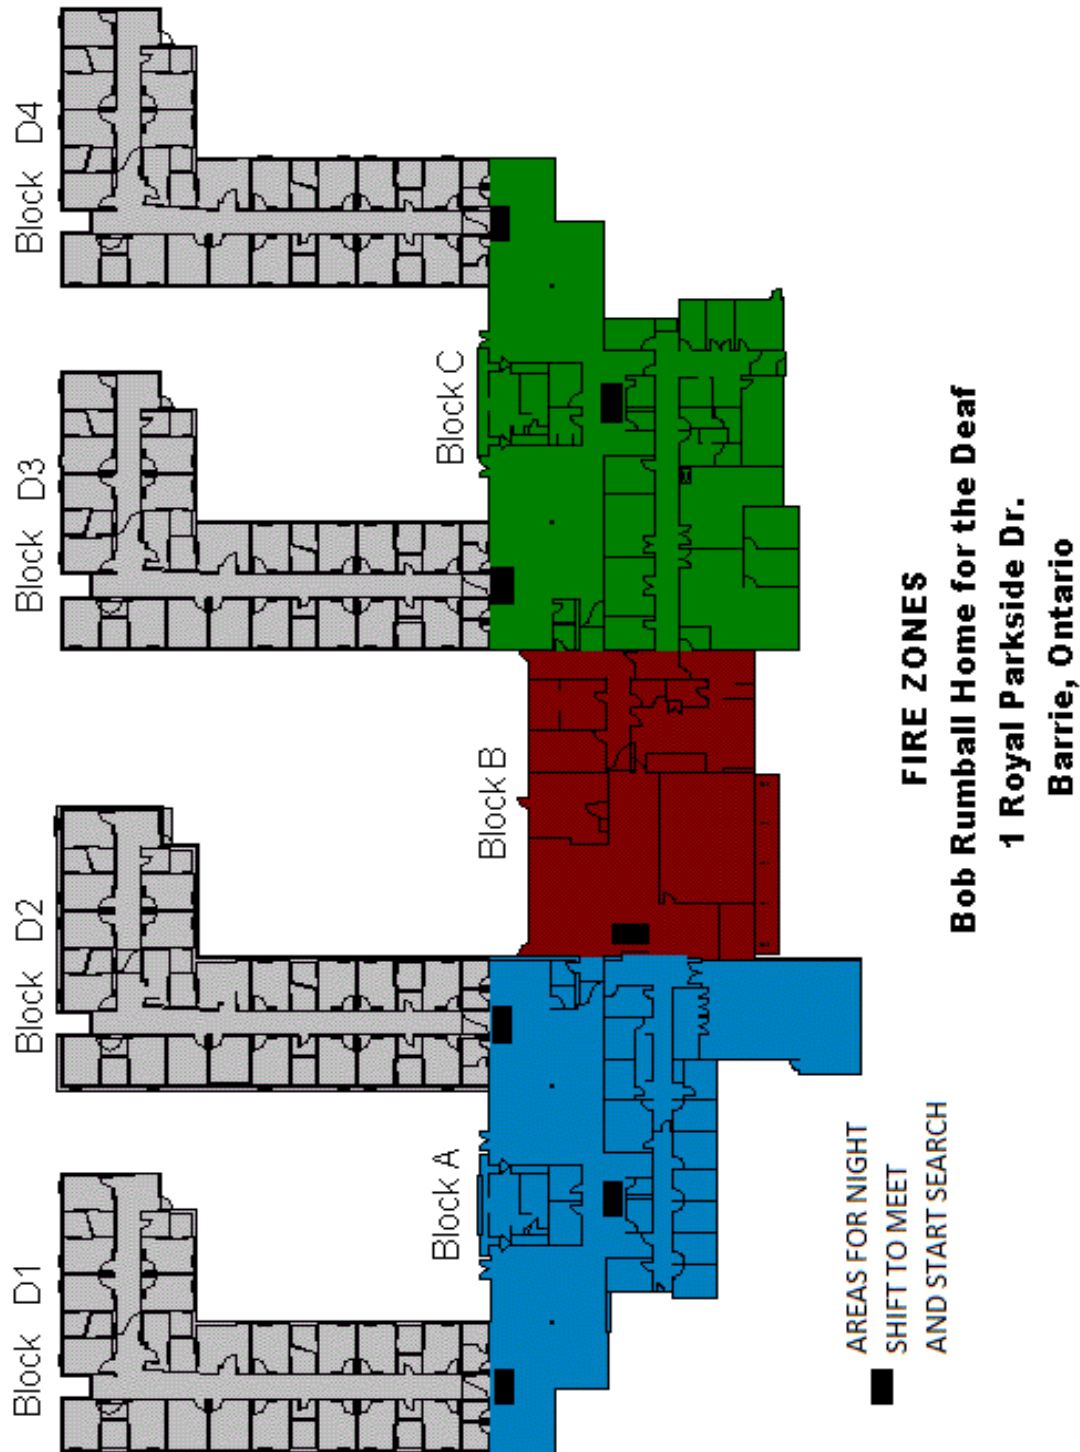 Block D1
Block D2
Block D3
Block D4
Block A
Block B
Block C
AREAS FOR NIGHT
SHIFT TO MEET
AND START SEARCH
FIRE ZONES
Bob Rumball Home for the Deaf
1 Royal Parkside Dr.
Barrie, Ontario